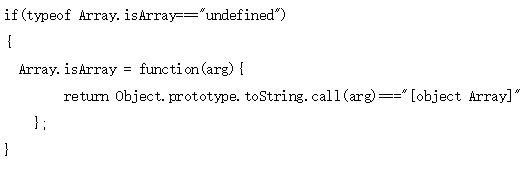 if(typeof Array.isArray==="undefined")
{
Array.isArray = function(arg){
return Object.prototype.toString.call(arg)==="[object Array]"
};
}